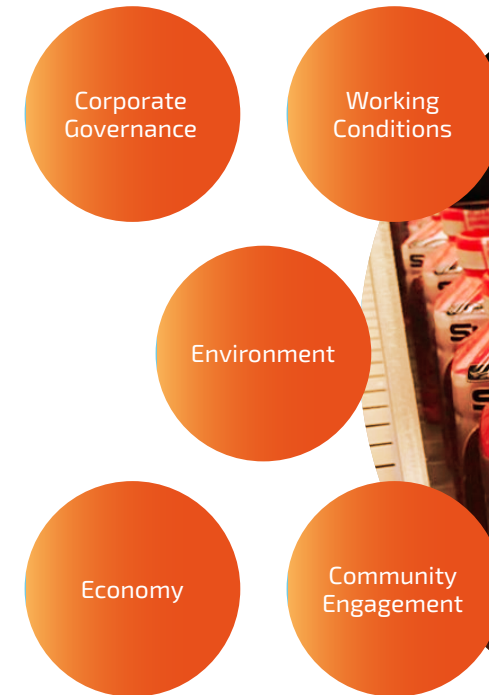 Corporate
Governance
Working
Conditions
Environment
Economy
Community
Engagement